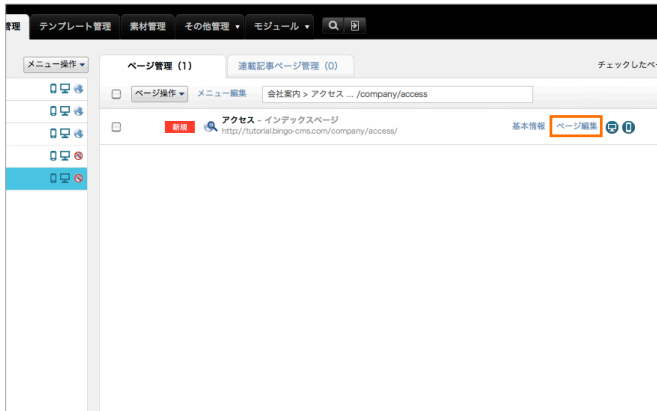 管理 テンプレート管理 素材管理 その他管理 ▼ モジュール ▼
メニュー操作 ▼ ページ管理 (1) 連載記事ページ管理 (0) チェックしたペー
ページ操作 ▼ メニュー編集 会社案内 > アクセス ... /company/access
新規 アクセス - インデックスページ 基本情報 ページ編集
http://tutorial.bingo-cms.com/company/access/